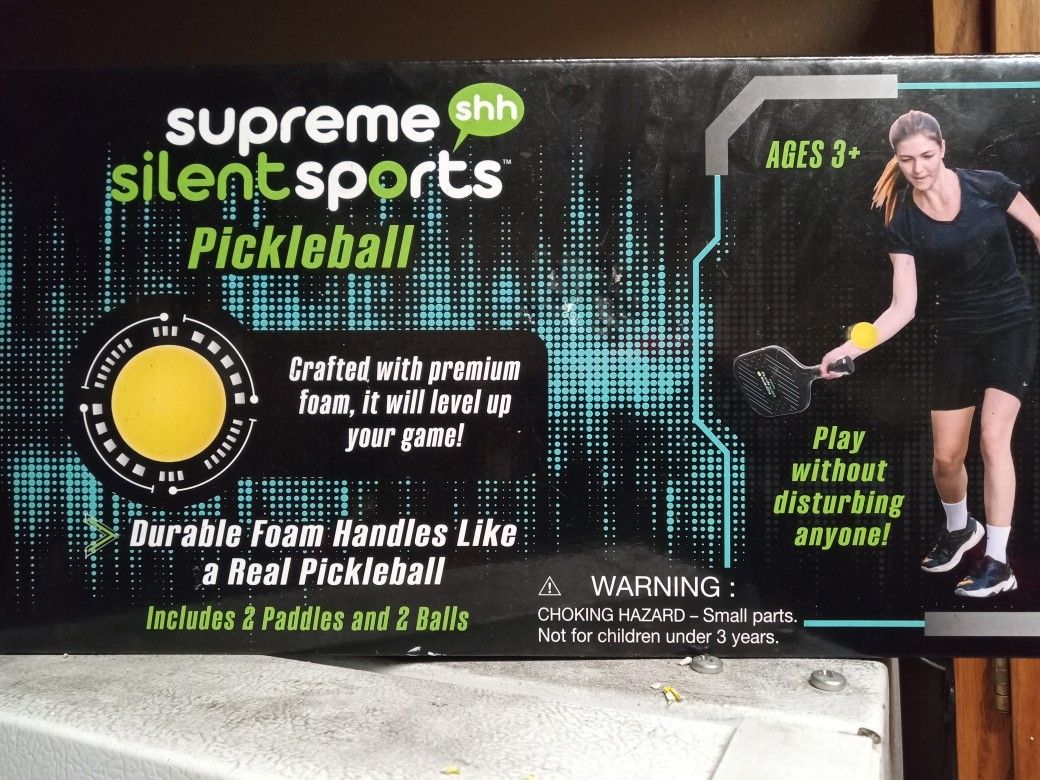 supreme shh
silentsports™
Pickleball
AGES 3+
Crafted with premium
foam, it will level up
your game!
Play
without
disturbing
anyone!
Durable Foam Handles Like
a Real Pickleball
Includes 2 Paddles and 2 Balls
⚠ WARNING :
CHOKING HAZARD – Small parts.
Not for children under 3 years.